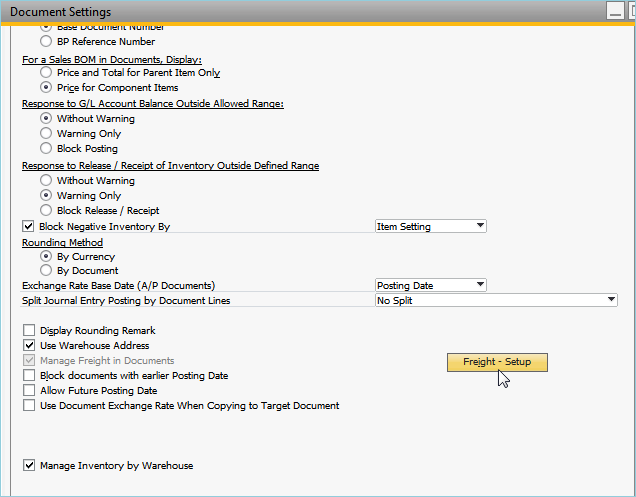 Document Settings
Base Document Number
BP Reference Number
For a Sales BOM in Documents, Display:
Price and Total for Parent Item Only
Price for Component Items
Response to G/L Account Balance Outside Allowed Range:
Without Warning
Warning Only
Block Posting
Response to Release / Receipt of Inventory Outside Defined Range
Without Warning
Warning Only
Block Release / Receipt
Block Negative Inventory By Item Setting
Rounding Method
By Currency
By Document
Exchange Rate Base Date (A/P Documents) Posting Date
Split Journal Entry Posting by Document Lines No Split
Display Rounding Remark
Use Warehouse Address
Manage Freight in Documents Freight - Setup
Block documents with earlier Posting Date
Allow Future Posting Date
Use Document Exchange Rate When Copying to Target Document
Manage Inventory by Warehouse